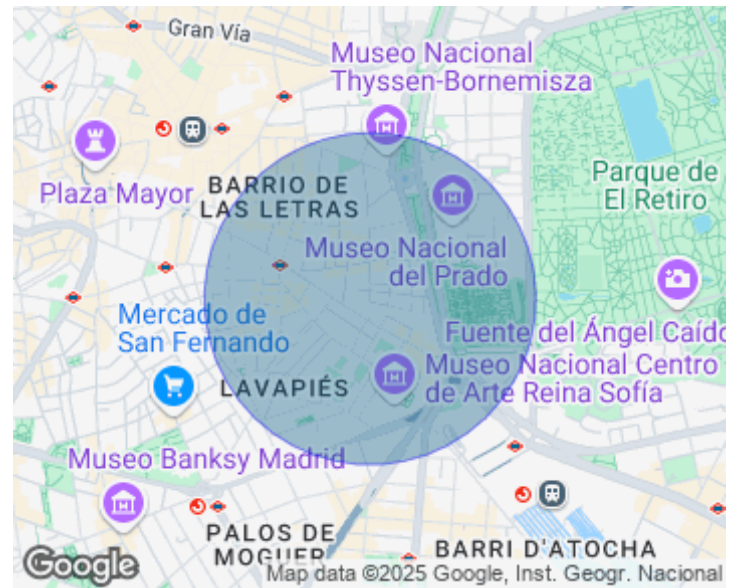 Gran Vía
Museo Nacional
Thyssen-Bornemisza
Plaza Mayor
BARRIO DE
LAS LETRAS
Parque de
El Retiro
Museo Nacional
del Prado
Mercado de
San Fernando
Fuente del Ángel Caído
LAVAPIÉS
Museo Nacional Centro
de Arte Reina Sofía
Museo Banksy Madrid
PALOS DE
MOGUER
BARRI D'ATOCHA
Google
Map data ©2025 Google, Inst. Geogr. Nacional